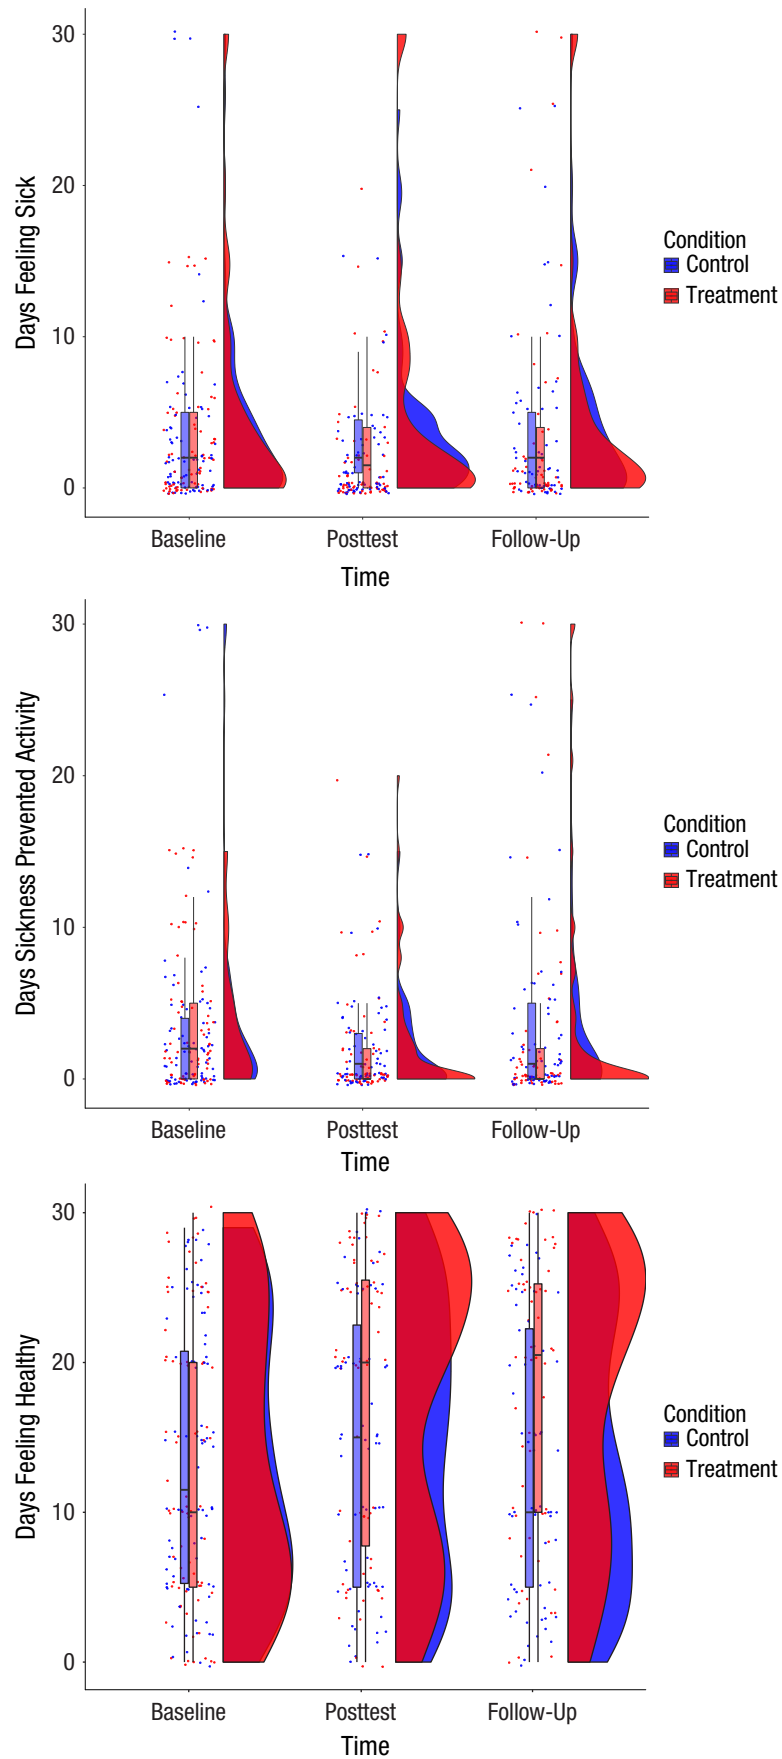 Days Feeling Sick
30
20
10
0
Baseline
Posttest
Follow-Up
Time
Condition
Control
Treatment
Days Sickness Prevented Activity
30
20
10
0
Baseline
Posttest
Follow-Up
Time
Condition
Control
Treatment
Days Feeling Healthy
30
20
10
0
Baseline
Posttest
Follow-Up
Time
Condition
Control
Treatment